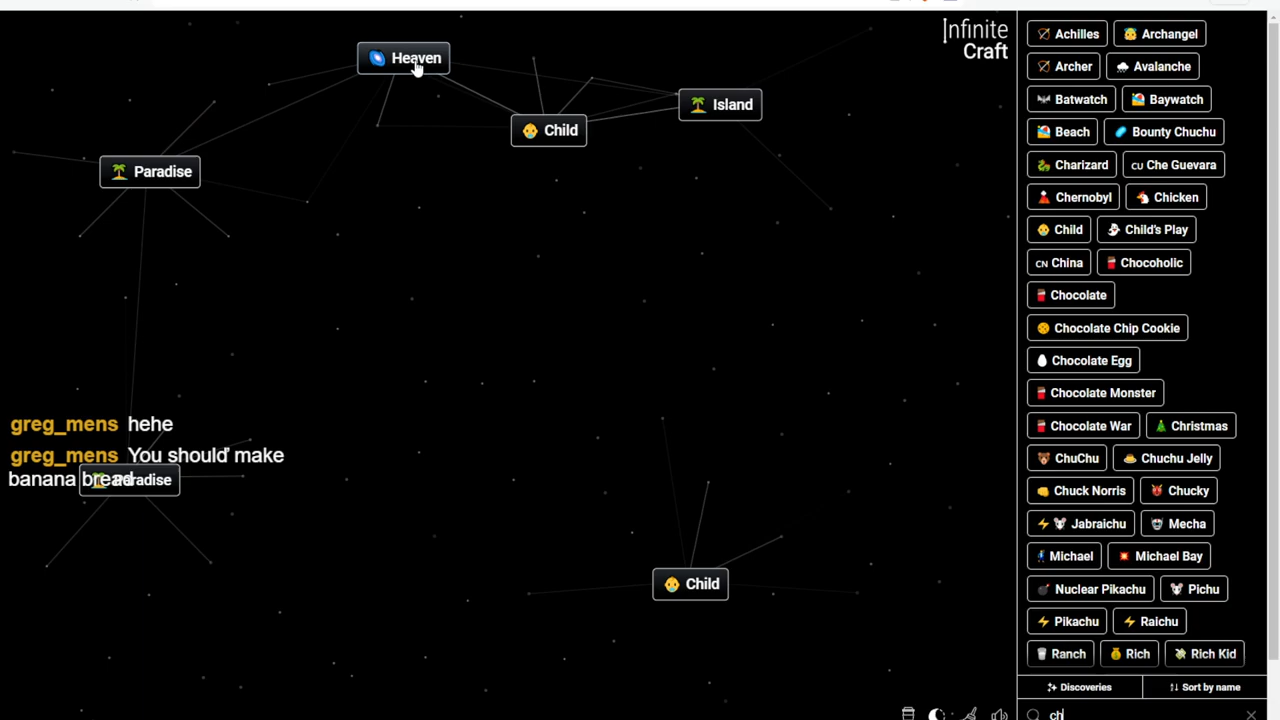 Infinite
Craft
Heaven
Island
Child
Paradise
greg_mens hehe
greg_mens You should make
banana bread
Paradise
Child
Achilles Archangel
Archer Avalanche
Batwatch Baywatch
Beach Bounty Chuchu
Charizard CU Che Guevara
Chernobyl Chicken
Child Child's Play
CN China Chocoholic
Chocolate
Chocolate Chip Cookie
Chocolate Egg
Chocolate Monster
Chocolate War Christmas
ChuChu Chuchu Jelly
Chuck Norris Chucky
Jabraichu Mecha
Michael Michael Bay
Nuclear Pikachu Pichu
Pikachu Raichu
Ranch Rich Rich Kid
Discoveries Sort by name
ch